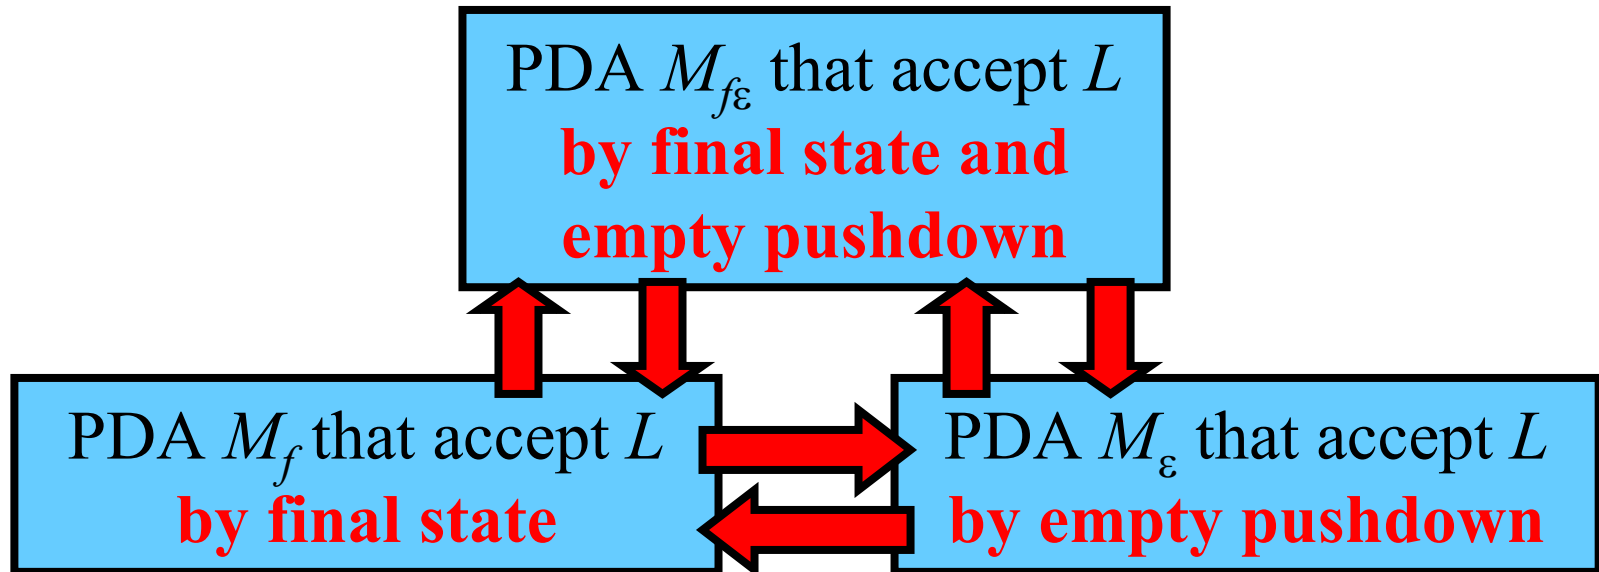 PDA M_fε that accept L
by final state and
empty pushdown
PDA M_f that accept L
by final state
PDA M_ε that accept L
by empty pushdown